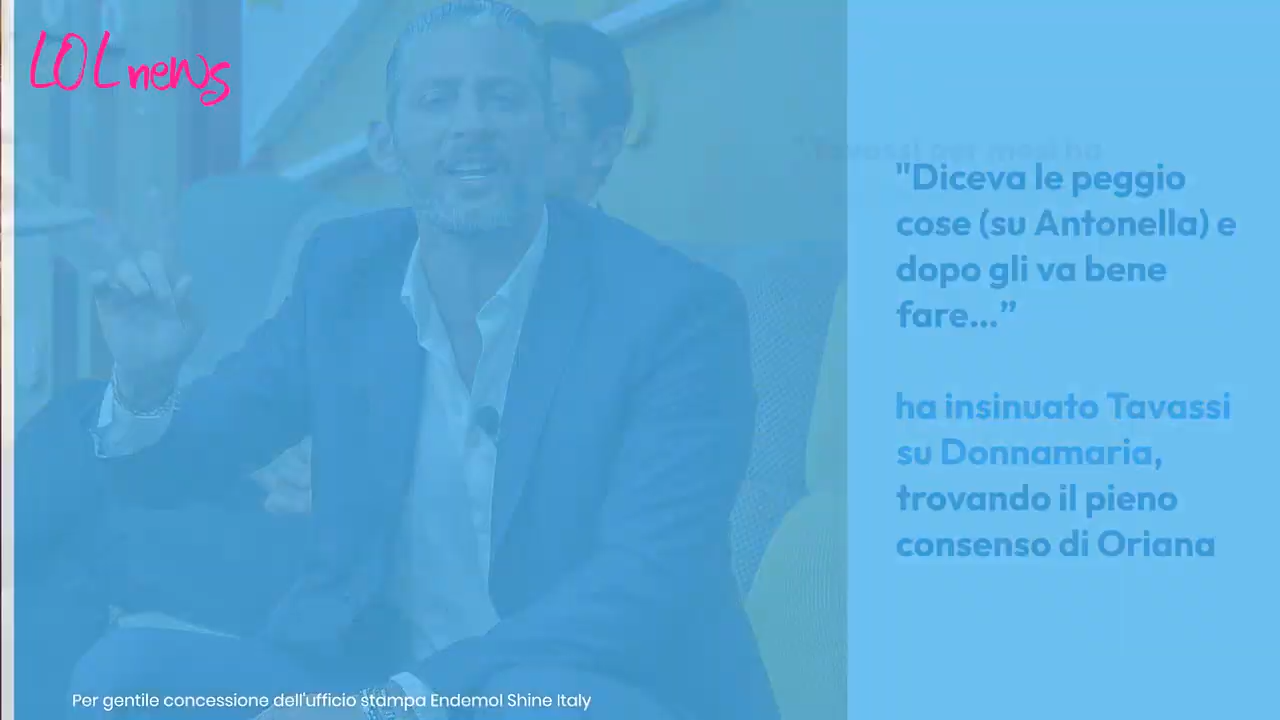 LOL news
"Diceva le peggio
cose (su Antonella) e
dopo gli va bene
fare...”
ha insinuato Tavassi
su Donnamaria,
trovando il pieno
consenso di Oriana
Per gentile concessione dell'ufficio stampa Endemol Shine Italy